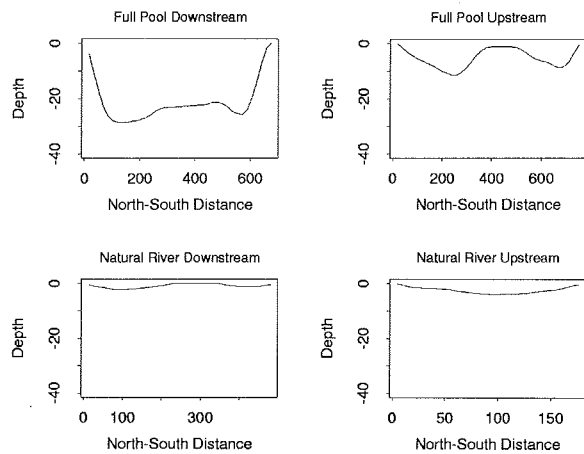 Full Pool Downstream
Depth
0
-20
-40
0 200 400 600
North-South Distance
Full Pool Upstream
Depth
0
-20
-40
0 200 400 600
North-South Distance
Natural River Downstream
Depth
0
-20
-40
100 300
North-South Distance
Natural River Upstream
Depth
0
-20
-40
0 50 100 150
North-South Distance